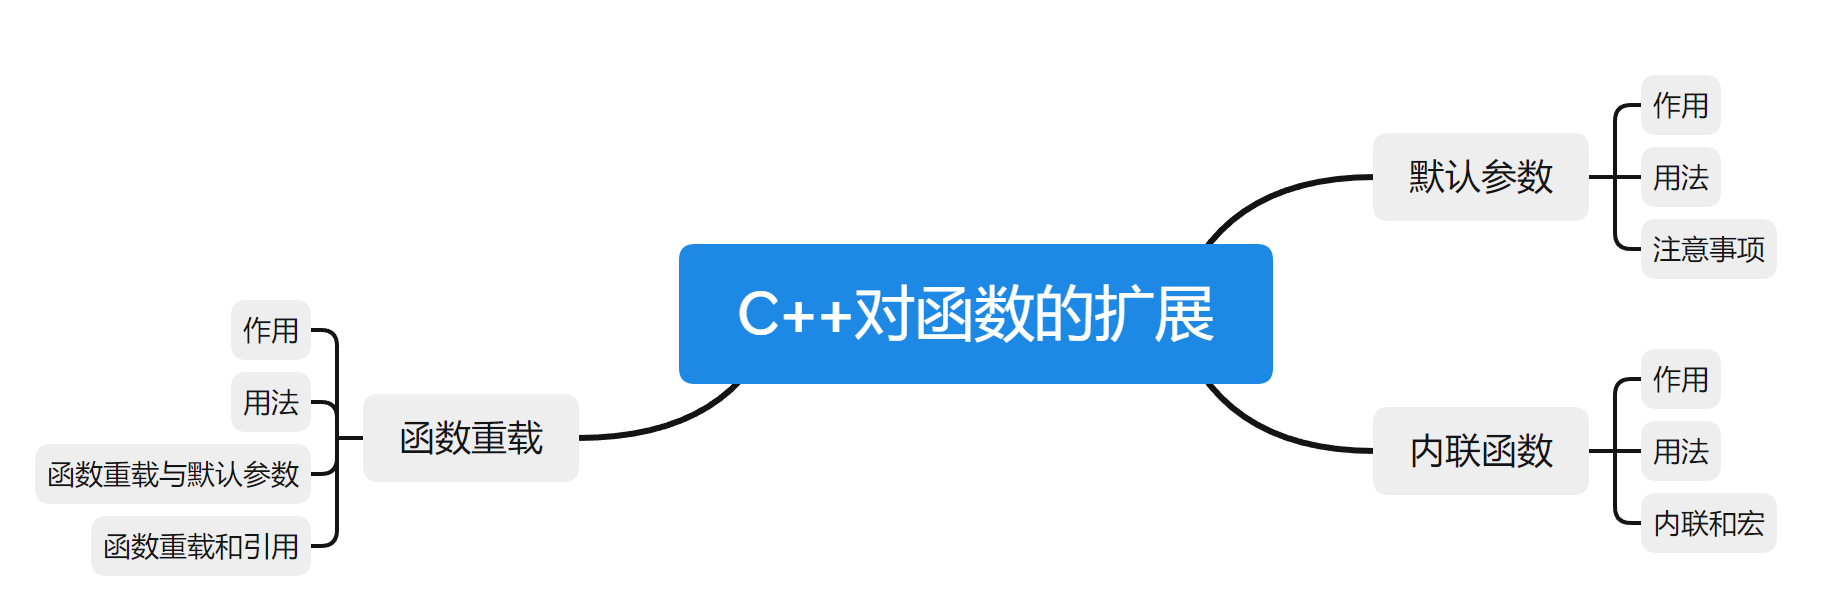 C++对函数的扩展
默认参数
作用
用法
注意事项
内联函数
作用
用法
内联和宏
函数重载
作用
用法
函数重载与默认参数
函数重载和引用